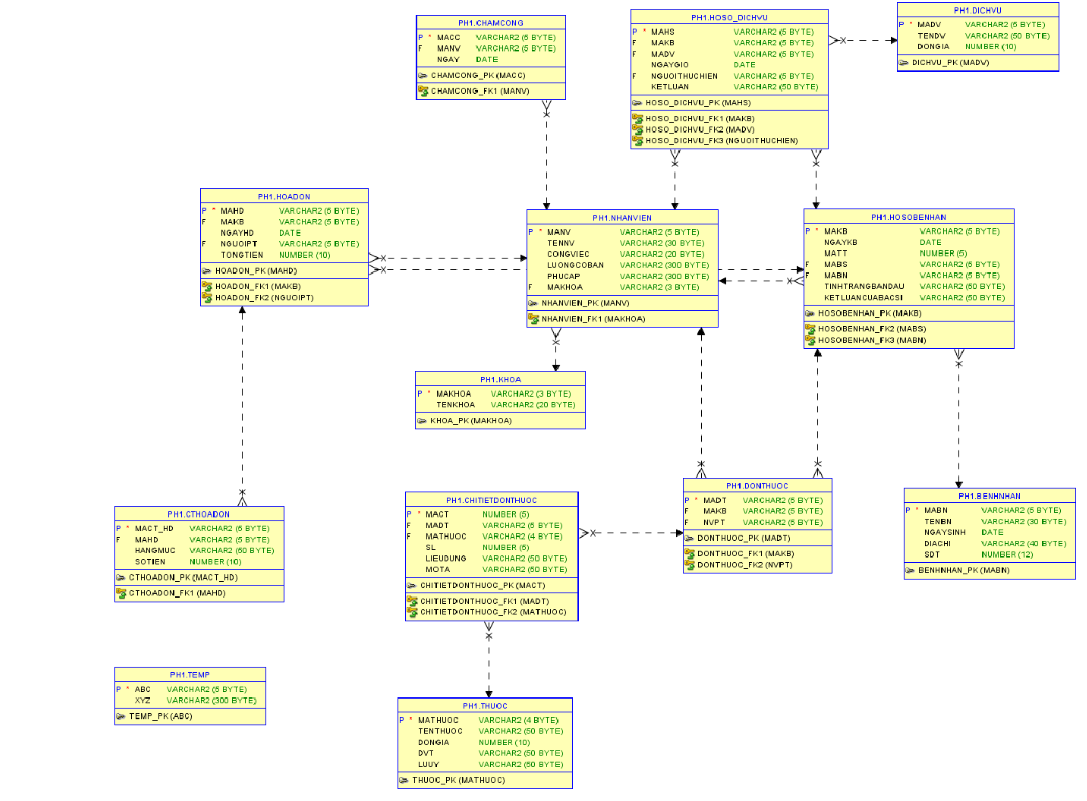 PH1.CHAMCONG
P * MACC VARCHAR2 (5 BYTE)
F MANV VARCHAR2 (5 BYTE)
NGAY DATE
CHAMCONG_PK (MACC)
CHAMCONG_FK1 (MANV)
PH1.HOSO_DICHVU
P * MAHS VARCHAR2 (5 BYTE)
F MAKB VARCHAR2 (5 BYTE)
F MADV VARCHAR2 (5 BYTE)
NGAYGIO DATE
F NGUOITHUCHIEN VARCHAR2 (5 BYTE)
KETLUAN VARCHAR2 (50 BYTE)
HOSO_DICHVU_PK (MAHS)
HOSO_DICHVU_FK1 (MAKB)
HOSO_DICHVU_FK2 (MADV)
HOSO_DICHVU_FK3 (NGUOITHUCHIEN)
PH1.DICHVU
P * MADV VARCHAR2 (5 BYTE)
TENDV VARCHAR2 (50 BYTE)
DONGIA NUMBER (10)
DICHVU_PK (MADV)
PH1.HOADON
P * MAHD VARCHAR2 (5 BYTE)
F MAKB VARCHAR2 (5 BYTE)
NGAYHD DATE
F NGUOIPT VARCHAR2 (5 BYTE)
TONGTIEN NUMBER (10)
HOADON_PK (MAHD)
HOADON_FK1 (MAKB)
HOADON_FK2 (NGUOIPT)
PH1.NHANVIEN
P * MANV VARCHAR2 (5 BYTE)
TENNV VARCHAR2 (30 BYTE)
CONGVIEC VARCHAR2 (20 BYTE)
LUONGCOBAN VARCHAR2 (300 BYTE)
PHUCAP VARCHAR2 (300 BYTE)
F MAKHOA VARCHAR2 (3 BYTE)
NHANVIEN_PK (MANV)
NHANVIEN_FK1 (MAKHOA)
PH1.HOSOBENHAN
P * MAKB VARCHAR2 (5 BYTE)
NGAYKB DATE
MATT NUMBER (5)
F MABS VARCHAR2 (5 BYTE)
F MABN VARCHAR2 (5 BYTE)
TINHTRANGBANDAU VARCHAR2 (50 BYTE)
KETLUANCUABACSI VARCHAR2 (50 BYTE)
HOSOBENHAN_PK (MAKB)
HOSOBENHAN_FK2 (MABS)
HOSOBENHAN_FK3 (MABN)
PH1.KHOA
P * MAKHOA VARCHAR2 (3 BYTE)
TENKHOA VARCHAR2 (20 BYTE)
KHOA_PK (MAKHOA)
PH1.CTHOADON
P * MACT_HD VARCHAR2 (5 BYTE)
F MAHD VARCHAR2 (5 BYTE)
HANGMUC VARCHAR2 (50 BYTE)
SOTIEN NUMBER (10)
CTHOADON_PK (MACT_HD)
CTHOADON_FK1 (MAHD)
PH1.CHITIETDONTHUOC
P * MACT NUMBER (5)
F MADT VARCHAR2 (5 BYTE)
F MATHUOC VARCHAR2 (4 BYTE)
SL NUMBER (5)
LIEUDUNG VARCHAR2 (50 BYTE)
MOTA VARCHAR2 (50 BYTE)
CHITIETDONTHUOC_PK (MACT)
CHITIETDONTHUOC_FK1 (MADT)
CHITIETDONTHUOC_FK2 (MATHUOC)
PH1.DONTHUOC
P * MADT VARCHAR2 (5 BYTE)
F MAKB VARCHAR2 (5 BYTE)
F NVPT VARCHAR2 (5 BYTE)
DONTHUOC_PK (MADT)
DONTHUOC_FK1 (MAKB)
DONTHUOC_FK2 (NVPT)
PH1.BENHNHAN
P * MABN VARCHAR2 (5 BYTE)
TENBN VARCHAR2 (30 BYTE)
NGAYSINH DATE
DIACHI VARCHAR2 (40 BYTE)
SDT NUMBER (12)
BENHNHAN_PK (MABN)
PH1.TEMP
P * ABC VARCHAR2 (5 BYTE)
XYZ VARCHAR2 (300 BYTE)
TEMP_PK (ABC)
PH1.THUOC
P * MATHUOC VARCHAR2 (4 BYTE)
TENTHUOC VARCHAR2 (50 BYTE)
DONGIA NUMBER (10)
DVT VARCHAR2 (50 BYTE)
LUUY VARCHAR2 (50 BYTE)
THUOC_PK (MATHUOC)